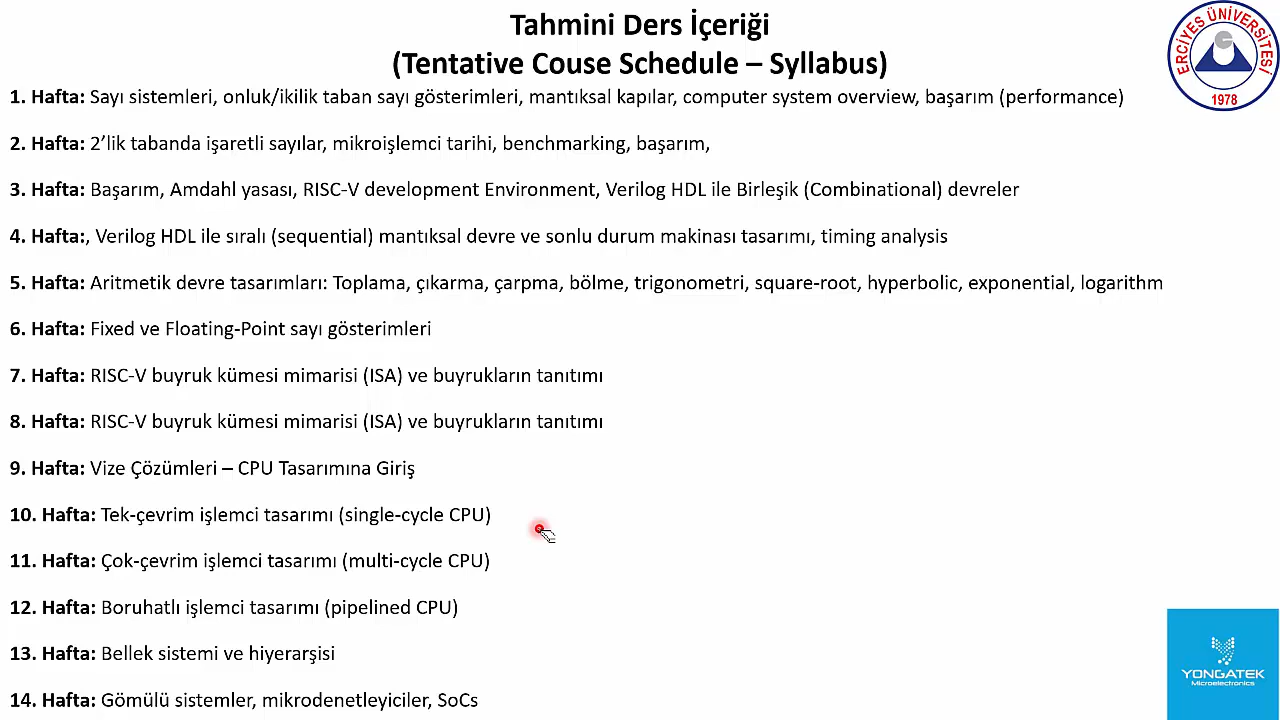 Tahmini Ders İçeriği
(Tentative Couse Schedule – Syllabus)
ERCİYES ÜNİVERSİTESİ
1978
1. Hafta: Sayı sistemleri, onluk/ikilik taban sayı gösterimleri, mantıksal kapılar, computer system overview, başarım (performance)
2. Hafta: 2’lik tabanda işaretli sayılar, mikroişlemci tarihi, benchmarking, başarım,
3. Hafta: Başarım, Amdahl yasası, RISC-V development Environment, Verilog HDL ile Birleşik (Combinational) devreler
4. Hafta:, Verilog HDL ile sıralı (sequential) mantıksal devre ve sonlu durum makinası tasarımı, timing analysis
5. Hafta: Aritmetik devre tasarımları: Toplama, çıkarma, çarpma, bölme, trigonometri, square-root, hyperbolic, exponential, logarithm
6. Hafta: Fixed ve Floating-Point sayı gösterimleri
7. Hafta: RISC-V buyruk kümesi mimarisi (ISA) ve buyrukların tanıtımı
8. Hafta: RISC-V buyruk kümesi mimarisi (ISA) ve buyrukların tanıtımı
9. Hafta: Vize Çözümleri – CPU Tasarımına Giriş
10. Hafta: Tek-çevrim işlemci tasarımı (single-cycle CPU)
11. Hafta: Çok-çevrim işlemci tasarımı (multi-cycle CPU)
12. Hafta: Boruhatlı işlemci tasarımı (pipelined CPU)
13. Hafta: Bellek sistemi ve hiyerarşisi
14. Hafta: Gömülü sistemler, mikrodenetleyiciler, SoCs
YONGATEK
Microelectronics